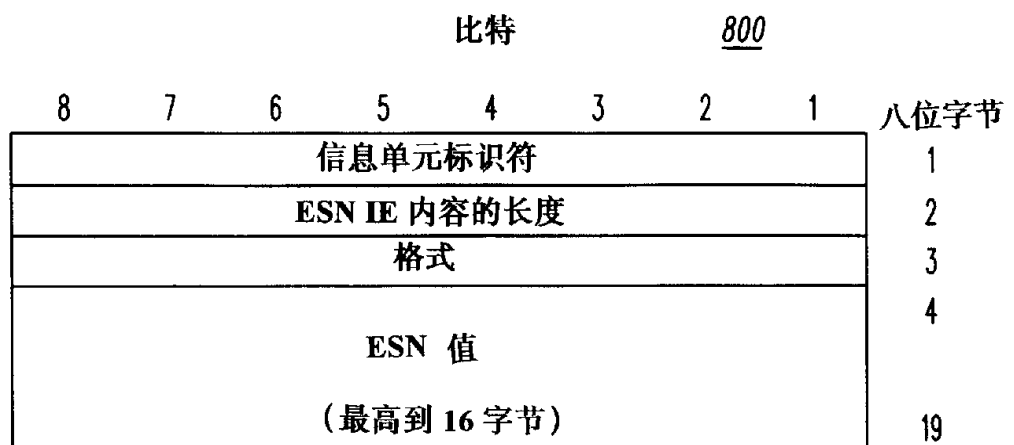 比特 800
8 7 6 5 4 3 2 1 八位字节
信息单元标识符 1
ESN IE 内容的长度 2
格式 3
4
ESN 值
(最高到 16 字节) 19